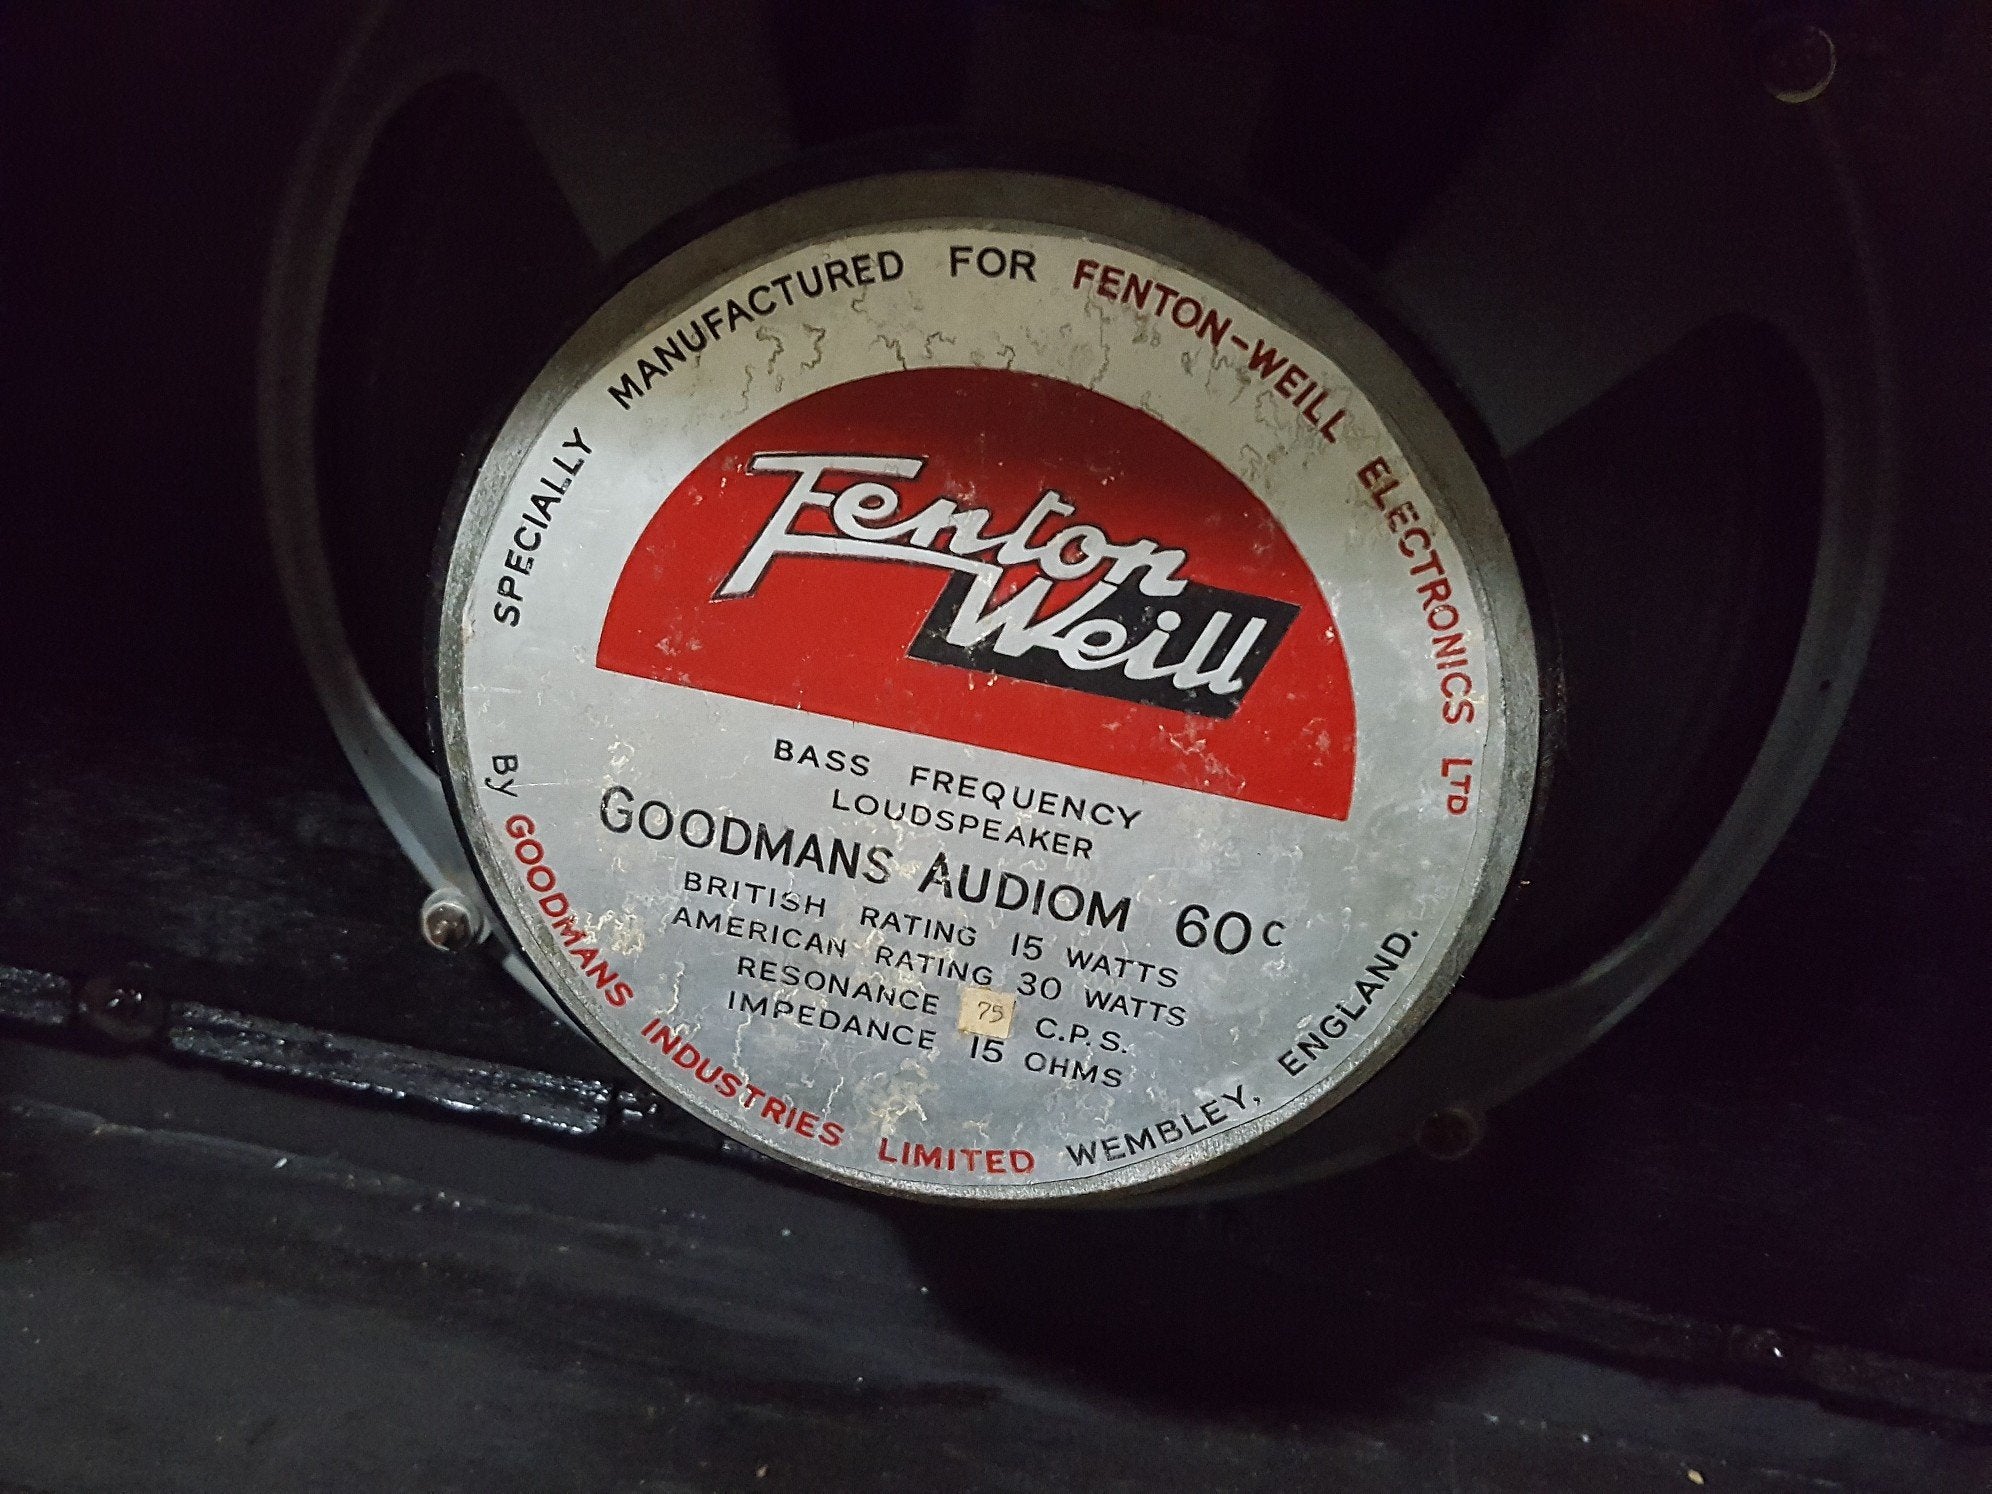 SPECIALLY MANUFACTURED FOR FENTON-WEILL ELECTRONICS LTD
Fenton
Weill
BASS FREQUENCY
LOUDSPEAKER
GOODMANS AUDIOM 60C
BRITISH RATING 15 WATTS
AMERICAN RATING 30 WATTS
RESONANCE 75 C.P.S.
IMPEDANCE 15 OHMS
By GOODMANS INDUSTRIES LIMITED WEMBLEY, ENGLAND.